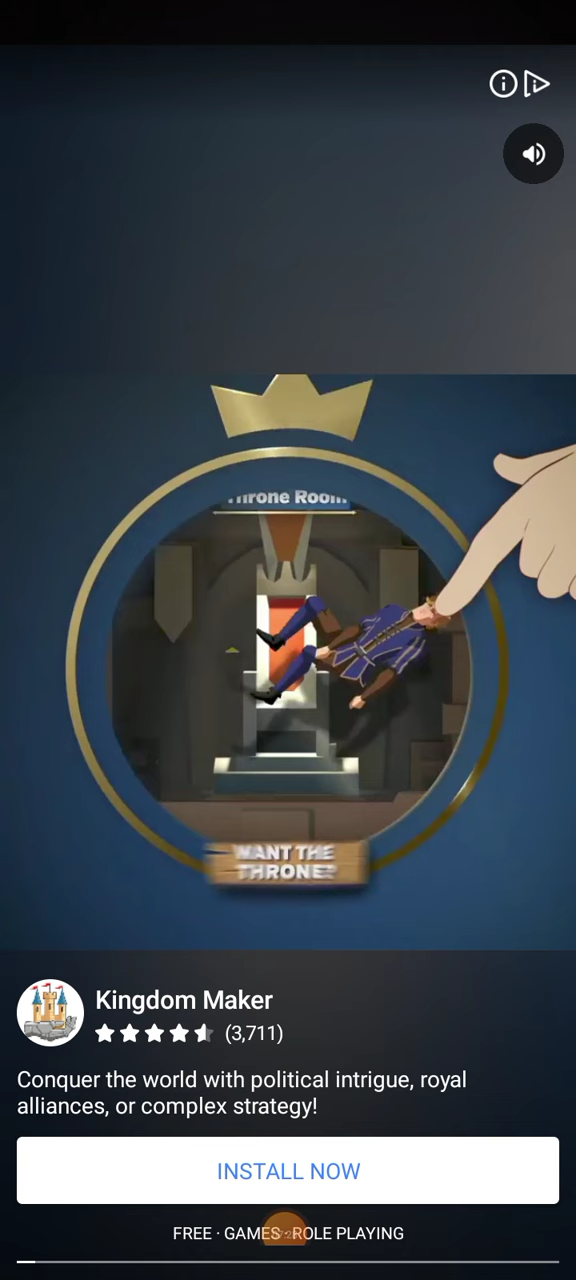 Throne Room
WANT THE
THRONE?
Kingdom Maker
(3,711)
Conquer the world with political intrigue, royal
alliances, or complex strategy!
INSTALL NOW
FREE · GAMES · ROLE PLAYING